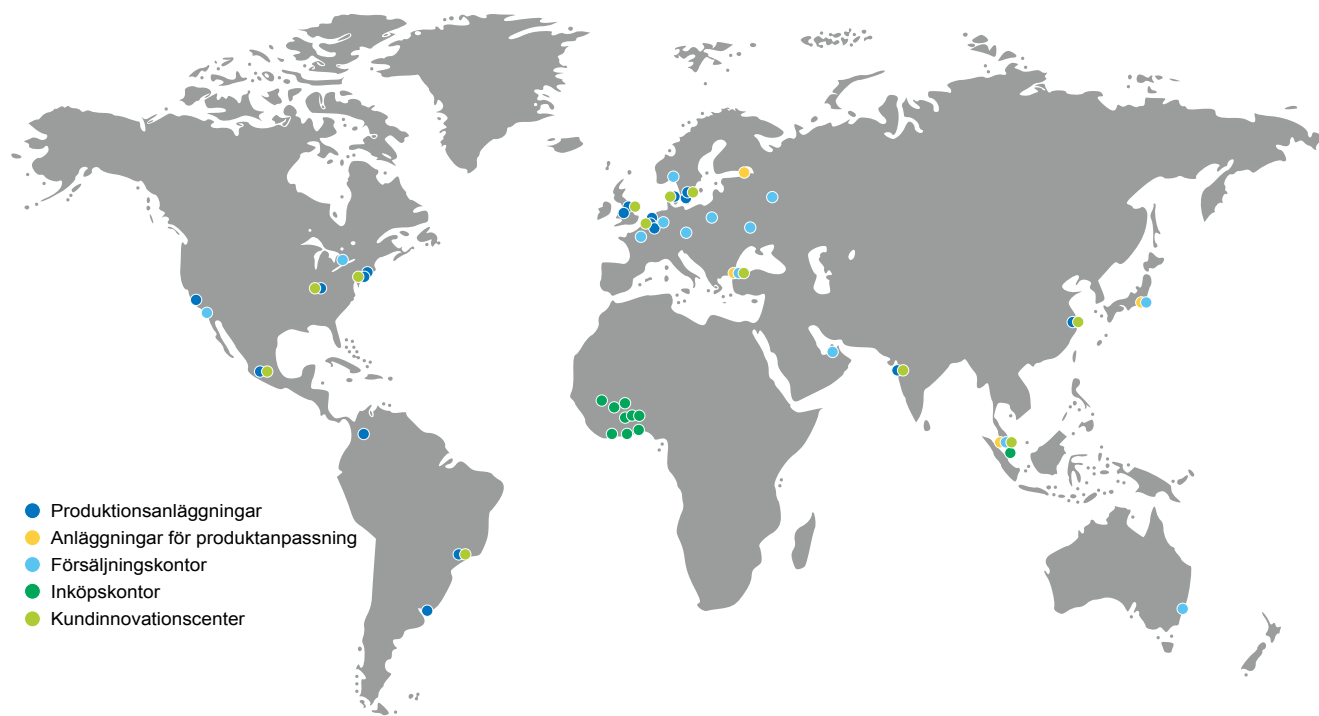 Produktionsanläggningar
Anläggningar för produktanpassning
Försäljningskontor
Inköpskontor
Kundinnovationscenter